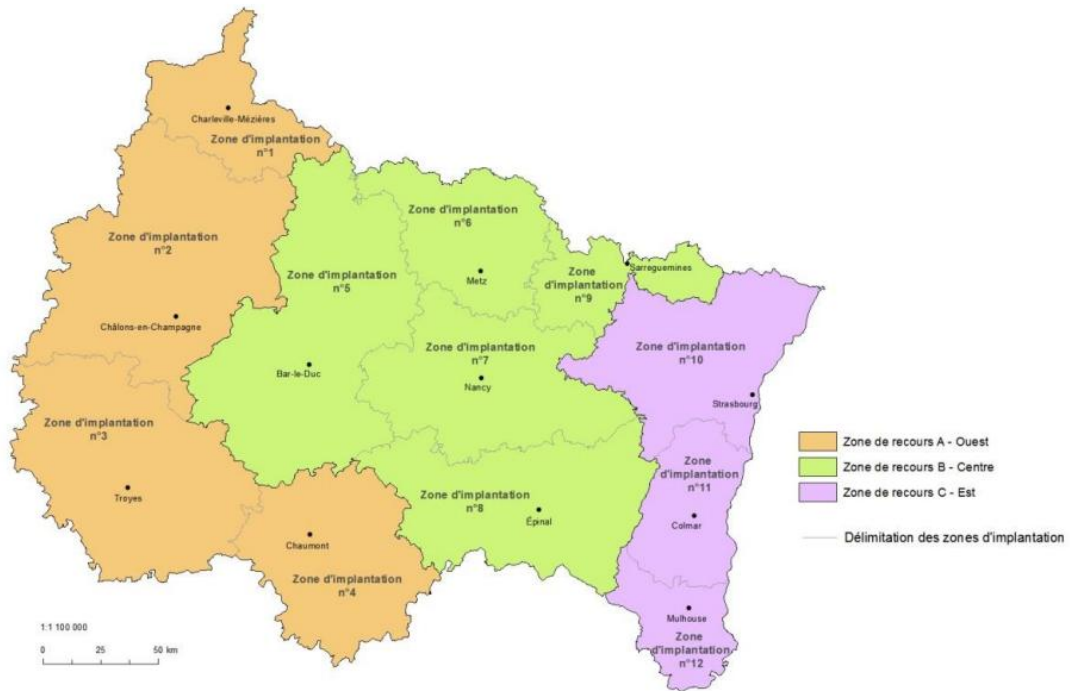 Charleville-Mézières
Zone d'implantation
n°1
Zone d'implantation
n°2
Châlons-en-Champagne
Zone d'implantation
n°3
Troyes
Chaumont
Zone d'implantation
n°4
Zone d'implantation
n°5
Bar-le-Duc
Zone d'implantation
n°6
Metz
Zone d'implantation
n°7
Nancy
Zone d'implantation
n°8
Épinal
Zone
d'implantation
n°9
Sarreguemines
Zone d'implantation
n°10
Strasbourg
Zone
d'implantation
n°11
Colmar
Mulhouse
Zone
d'implantation
n°12
Zone de recours A - Ouest
Zone de recours B - Centre
Zone de recours C - Est
Délimitation des zones d'implantation
1:1 100 000
0 25 50 km